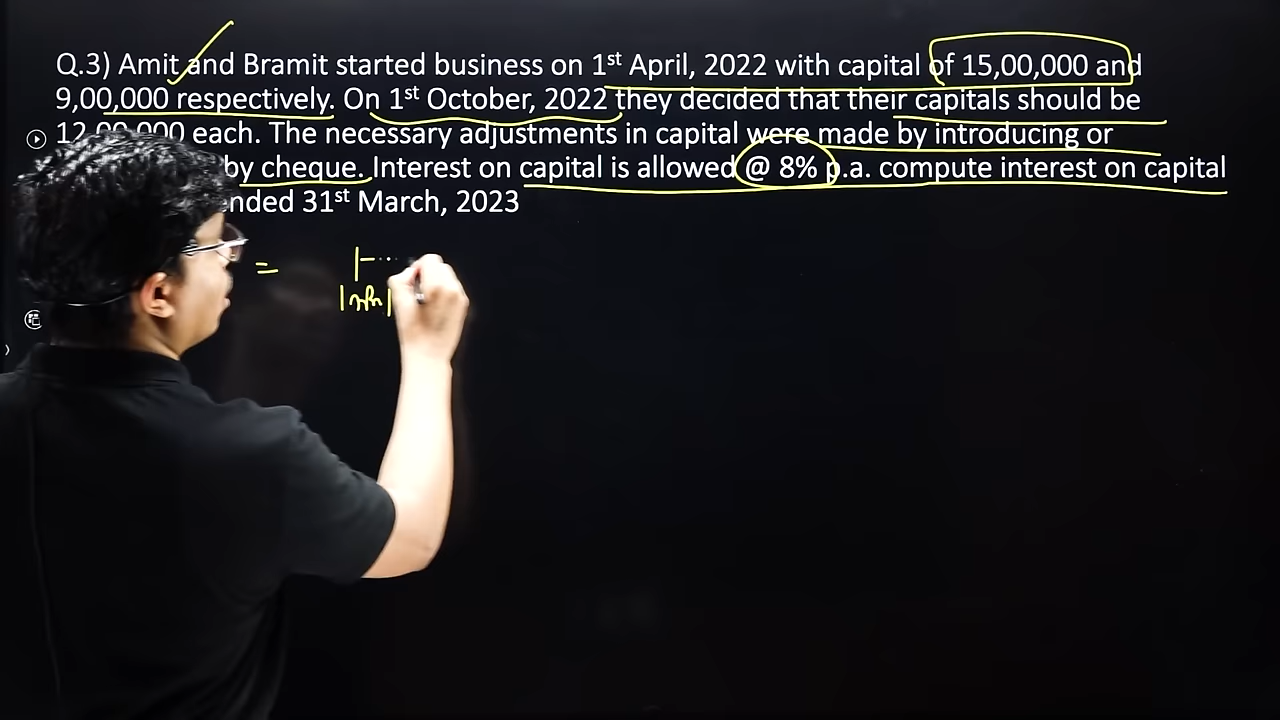 Q.3) Amit and Bramit started business on 1st April, 2022 with capital of 15,00,000 and
9,00,000 respectively. On 1st October, 2022 they decided that their capitals should be
12,00,000 each. The necessary adjustments in capital were made by introducing or
by cheque. Interest on capital is allowed @ 8% p.a. compute interest on capital
ended 31st March, 2023
=